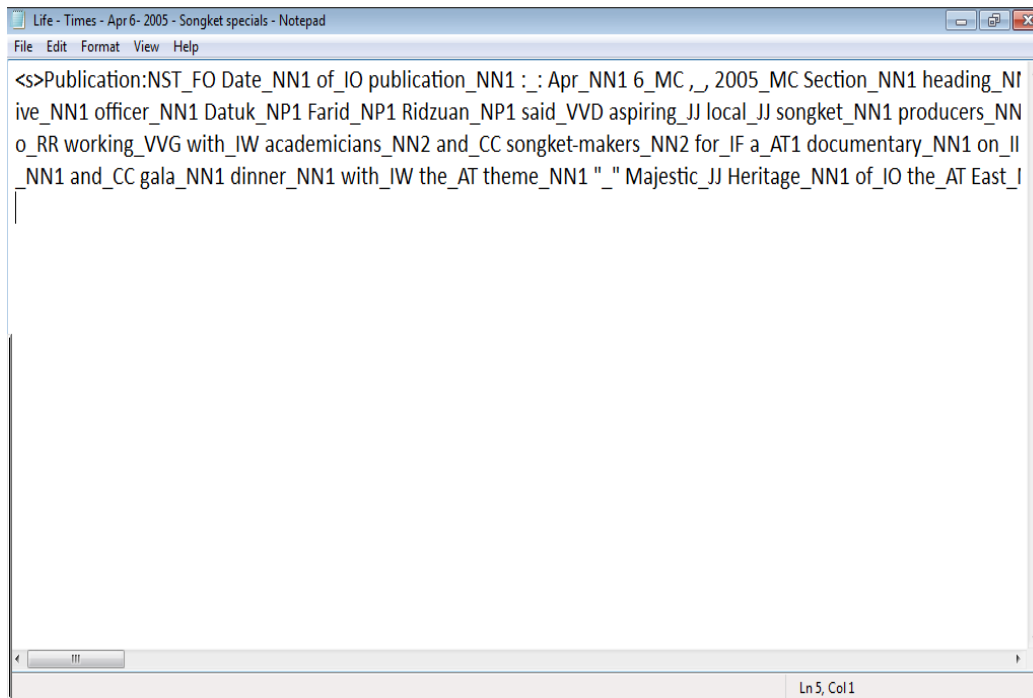 Life - Times - Apr 6- 2005 - Songket specials - Notepad
File Edit Format View Help
<s>Publication:NST_FO Date_NN1 of_IO publication_NN1 :_: Apr_NN1 6_MC ,_, 2005_MC Section_NN1 heading_
ive_NN1 officer_NN1 Datuk_NP1 Farid_NP1 Ridzuan_NP1 said_VVD aspiring_JJ local_JJ songket_NN1 producers_NN
o_RR working_VVG with_IW academicians_NN2 and_CC songket-makers_NN2 for_IF a_AT1 documentary_NN1 on_II
_NN1 and_CC gala_NN1 dinner_NN1 with_IW the_AT theme_NN1 "_" Majestic_JJ Heritage_NN1 of_IO the_AT East_
Ln 5, Col 1